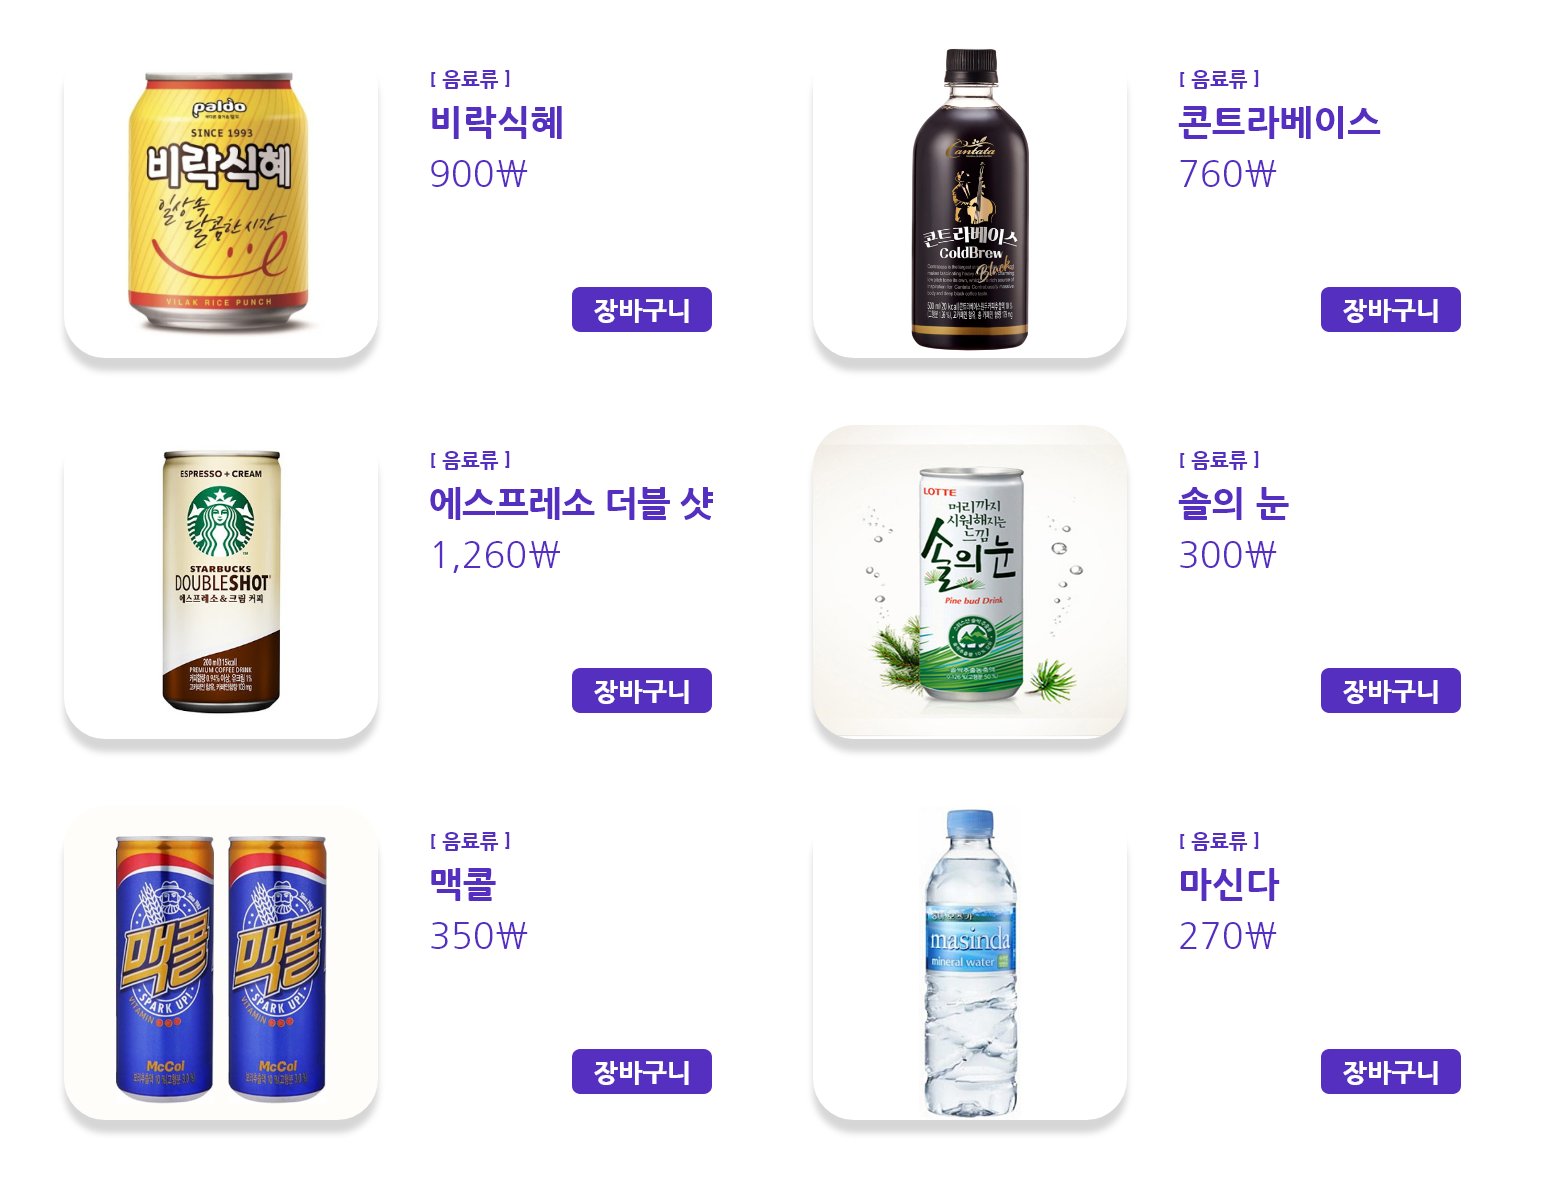 paldo
SINCE 1993
비락식혜
일상속
달콤한 시간
VILAK RICE PUNCH
[ 음료류 ]
비락식혜
900₩
장바구니
Cantata
콘트라베이스
ColdBrew
Black
[ 음료류 ]
콘트라베이스
760₩
장바구니
ESPRESSO + CREAM
STARBUCKS
DOUBLESHOT
에스프레소 & 크림 커피
200 ml(115kcal)
PREMIUM COFFEE DRINK
[ 음료류 ]
에스프레소 더블 샷
1,260₩
장바구니
LOTTE
머리까지
시원해지는
느낌
솔의눈
Pine bud Drink
[ 음료류 ]
솔의 눈
300₩
장바구니
맥콜
SPARK UP!
VITAMIN
McCol
맥콜
SPARK UP!
VITAMIN
McCol
[ 음료류 ]
맥콜
350₩
장바구니
masinda
mineral water
[ 음료류 ]
마신다
270₩
장바구니